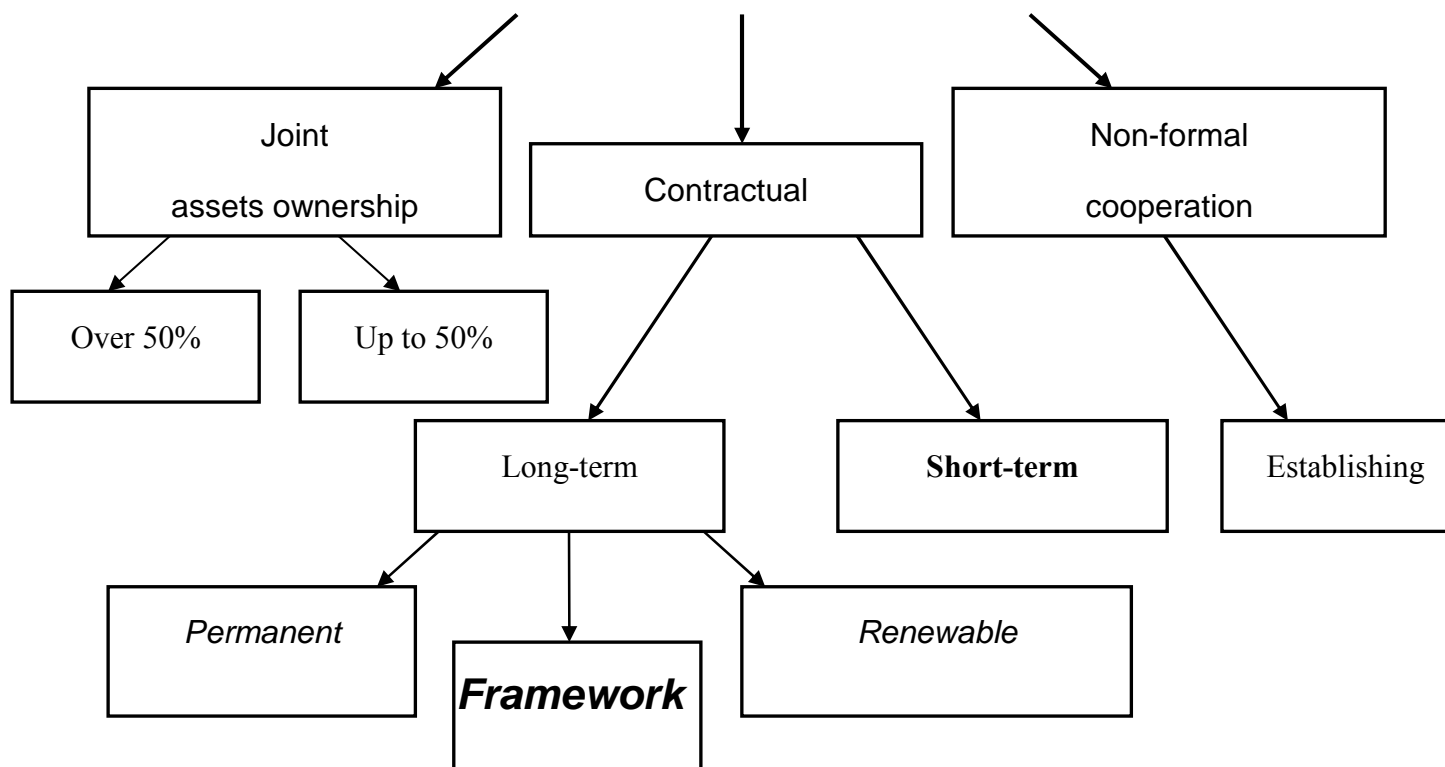 Joint
assets ownership
Contractual
Non-formal
cooperation
Over 50%
Up to 50%
Long-term
Short-term
Establishing
Permanent
Framework
Renewable